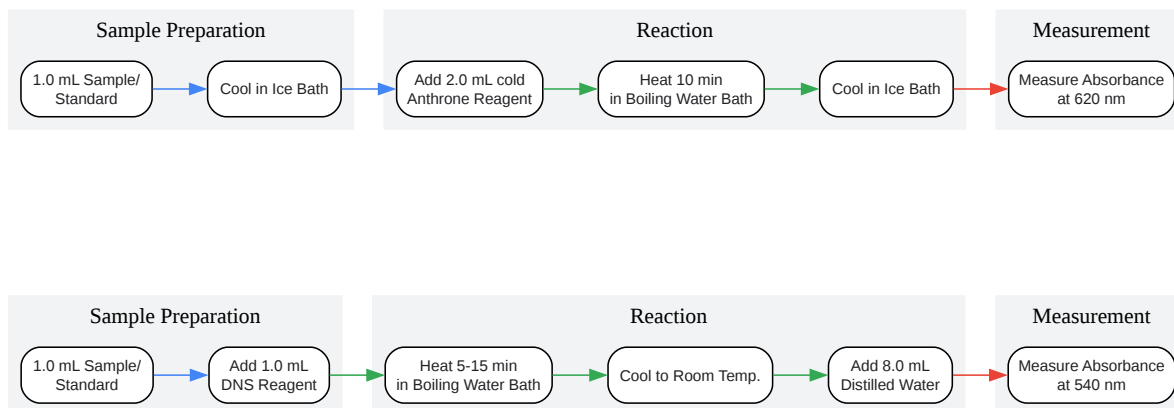 Sample Preparation
1.0 mL Sample/
Standard
Cool in Ice Bath
Reaction
Add 2.0 mL cold
Anthrone Reagent
Heat 10 min
in Boiling Water Bath
Cool in Ice Bath
Measurement
Measure Absorbance
at 620 nm
Sample Preparation
1.0 mL Sample/
Standard
Add 1.0 mL
DNS Reagent
Reaction
Heat 5-15 min
in Boiling Water Bath
Cool to Room Temp.
Add 8.0 mL
Distilled Water
Measurement
Measure Absorbance
at 540 nm